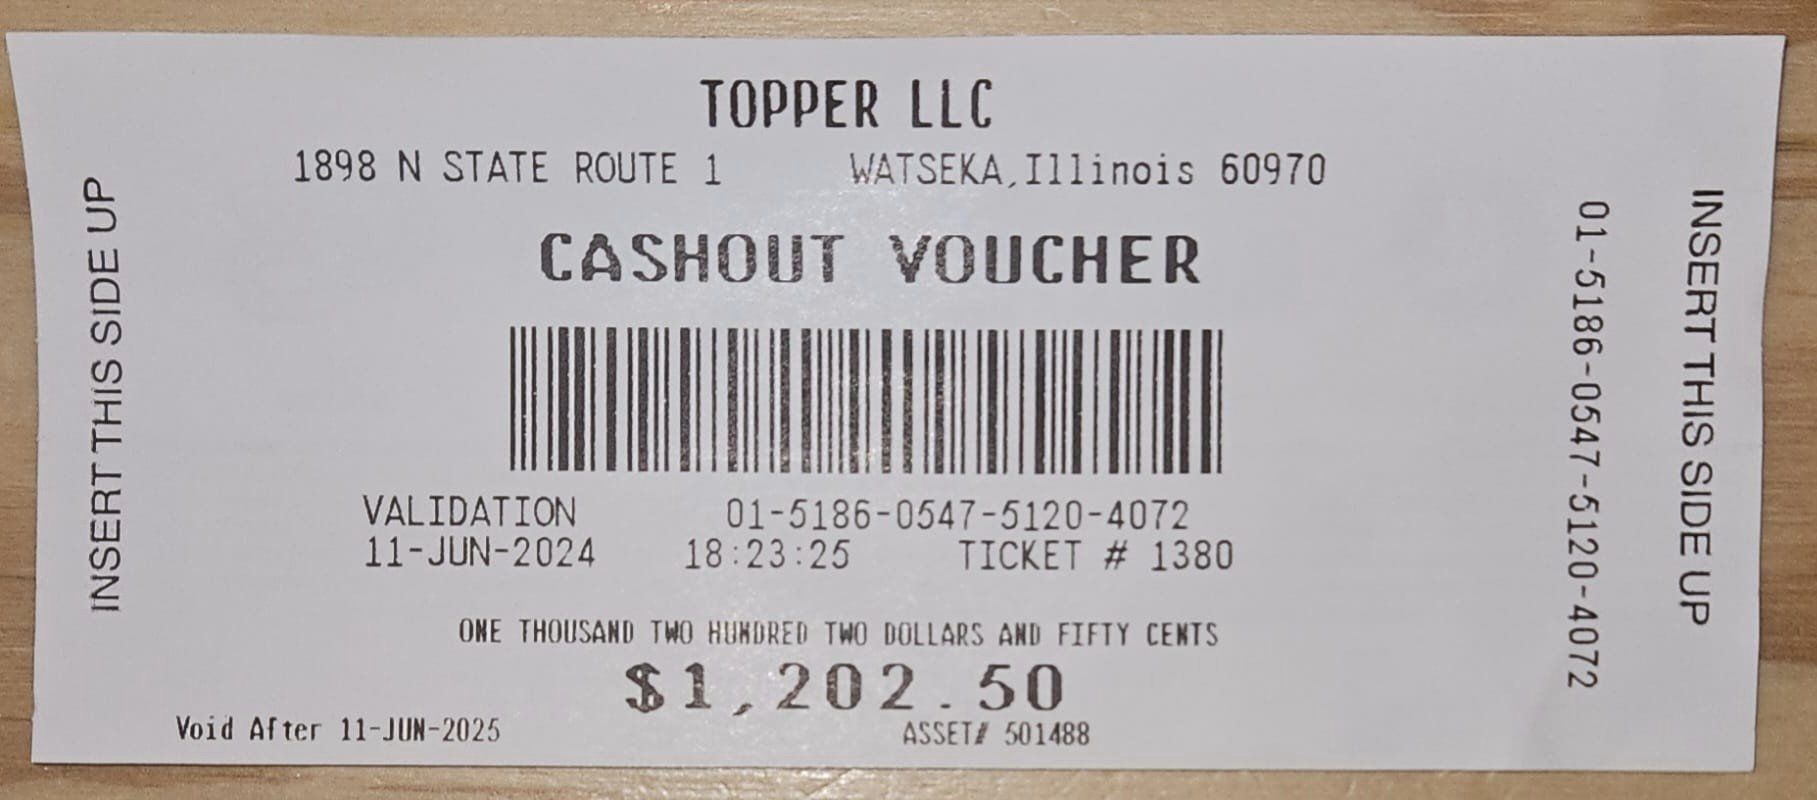 TOPPER LLC
1898 N STATE ROUTE 1 WATSEKA,Illinois 60970
CASHOUT VOUCHER
INSERT THIS SIDE UP
VALIDATION 01-5186-0547-5120-4072
11-JUN-2024 18:23:25 TICKET # 1380
ONE THOUSAND TWO HUNDRED TWO DOLLARS AND FIFTY CENTS
$1,202.50
Void After 11-JUN-2025 ASSET# 501488
01-5186-0547-5120-4072
INSERT THIS SIDE UP